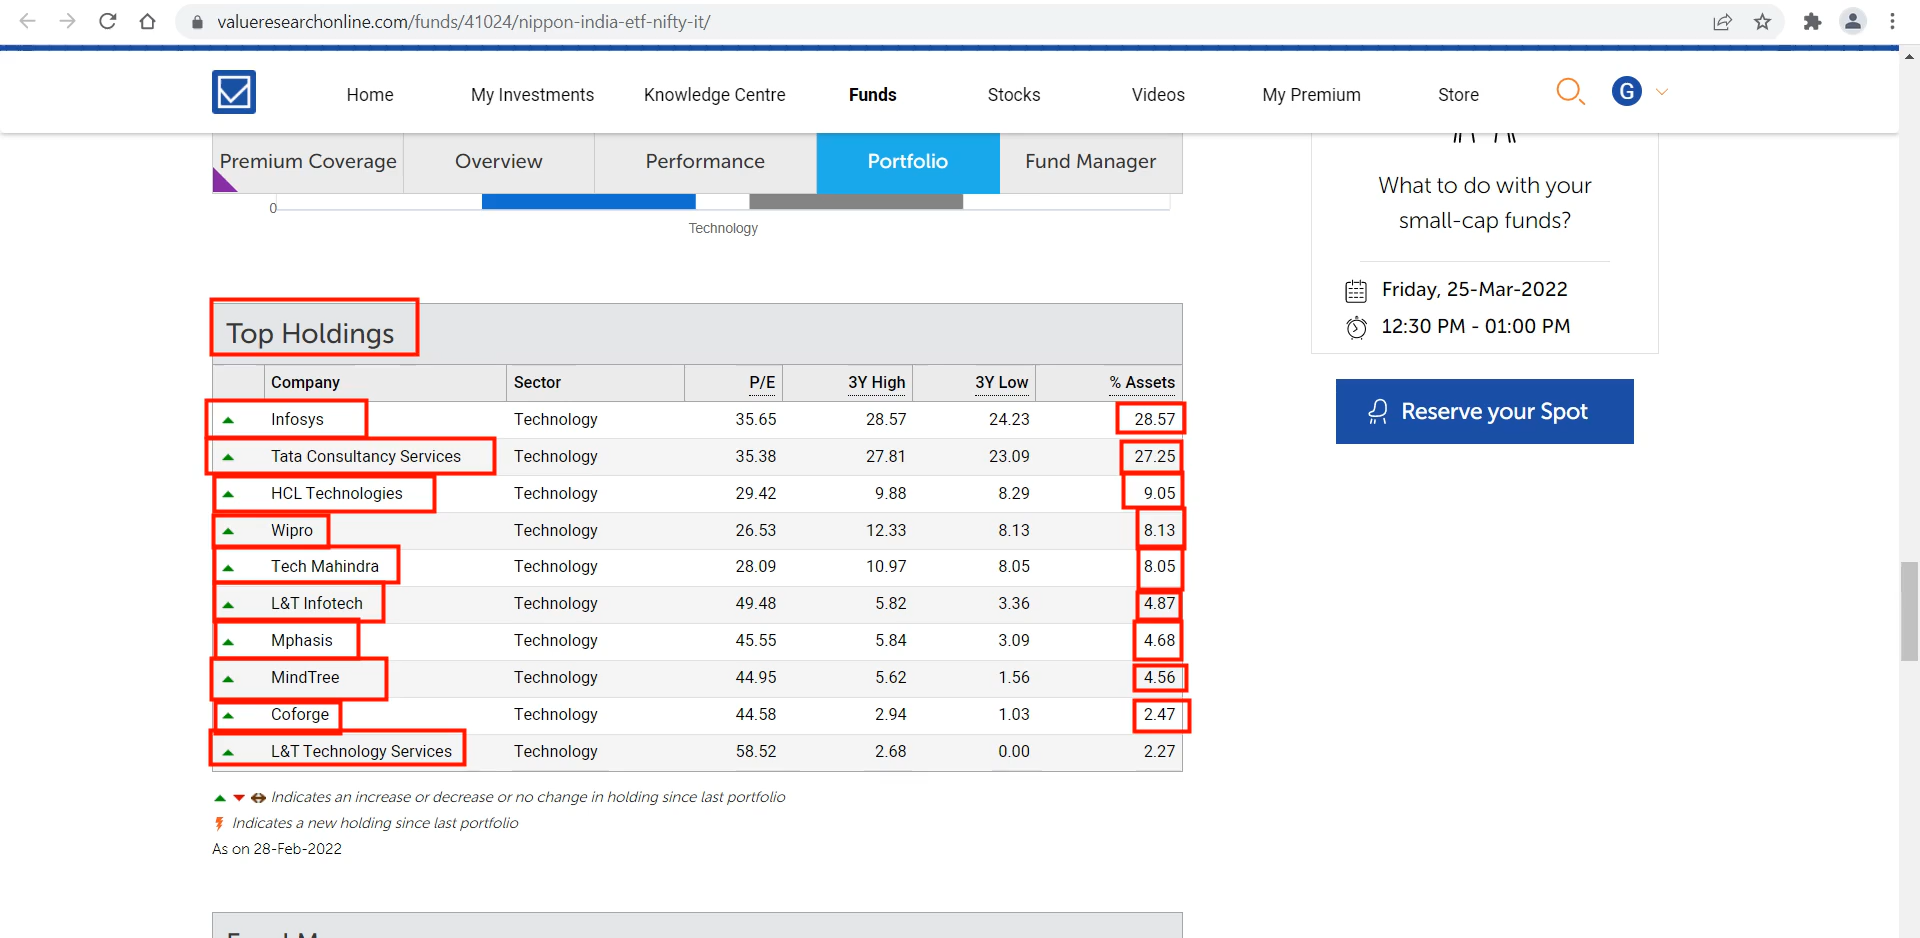 valueresearchonline.com/funds/41024/nippon-india-etf-nifty-it/
Home My Investments Knowledge Centre Funds Stocks Videos My Premium Store G
Premium Coverage Overview Performance Portfolio Fund Manager
0
Technology
What to do with your
small-cap funds?
Friday, 25-Mar-2022
12:30 PM - 01:00 PM
Reserve your Spot
Top Holdings
Company Sector P/E 3Y High 3Y Low % Assets
Infosys Technology 35.65 28.57 24.23 28.57
Tata Consultancy Services Technology 35.38 27.81 23.09 27.25
HCL Technologies Technology 29.42 9.88 8.29 9.05
Wipro Technology 26.53 12.33 8.13 8.13
Tech Mahindra Technology 28.09 10.97 8.05 8.05
L&T Infotech Technology 49.48 5.82 3.36 4.87
Mphasis Technology 45.55 5.84 3.09 4.68
MindTree Technology 44.95 5.62 1.56 4.56
Coforge Technology 44.58 2.94 1.03 2.47
L&T Technology Services Technology 58.52 2.68 0.00 2.27
Indicates an increase or decrease or no change in holding since last portfolio
Indicates a new holding since last portfolio
As on 28-Feb-2022